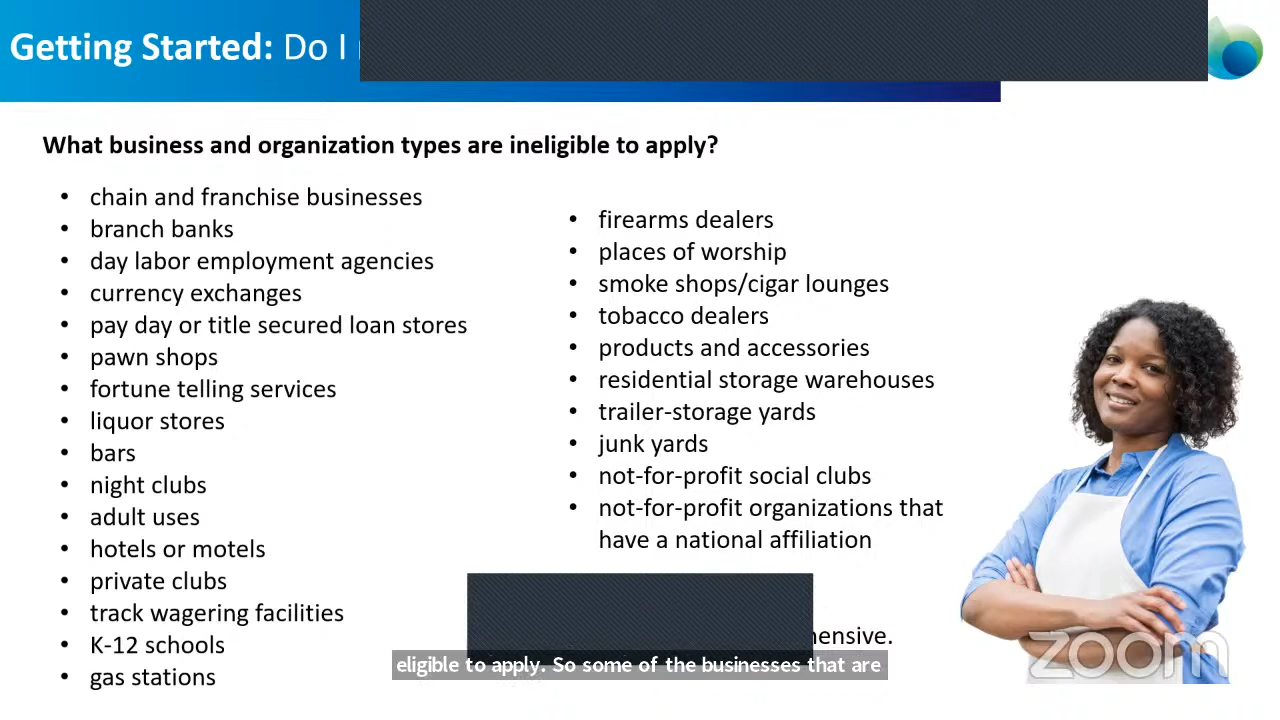 Getting Started: Do I
What business and organization types are ineligible to apply?
• chain and franchise businesses
• branch banks
• day labor employment agencies
• currency exchanges
• pay day or title secured loan stores
• pawn shops
• fortune telling services
• liquor stores
• bars
• night clubs
• adult uses
• hotels or motels
• private clubs
• track wagering facilities
• K-12 schools
• gas stations
• firearms dealers
• places of worship
• smoke shops/cigar lounges
• tobacco dealers
• products and accessories
• residential storage warehouses
• trailer-storage yards
• junk yards
• not-for-profit social clubs
• not-for-profit organizations that
have a national affiliation
eligible to apply. So some of the businesses that are
zoom